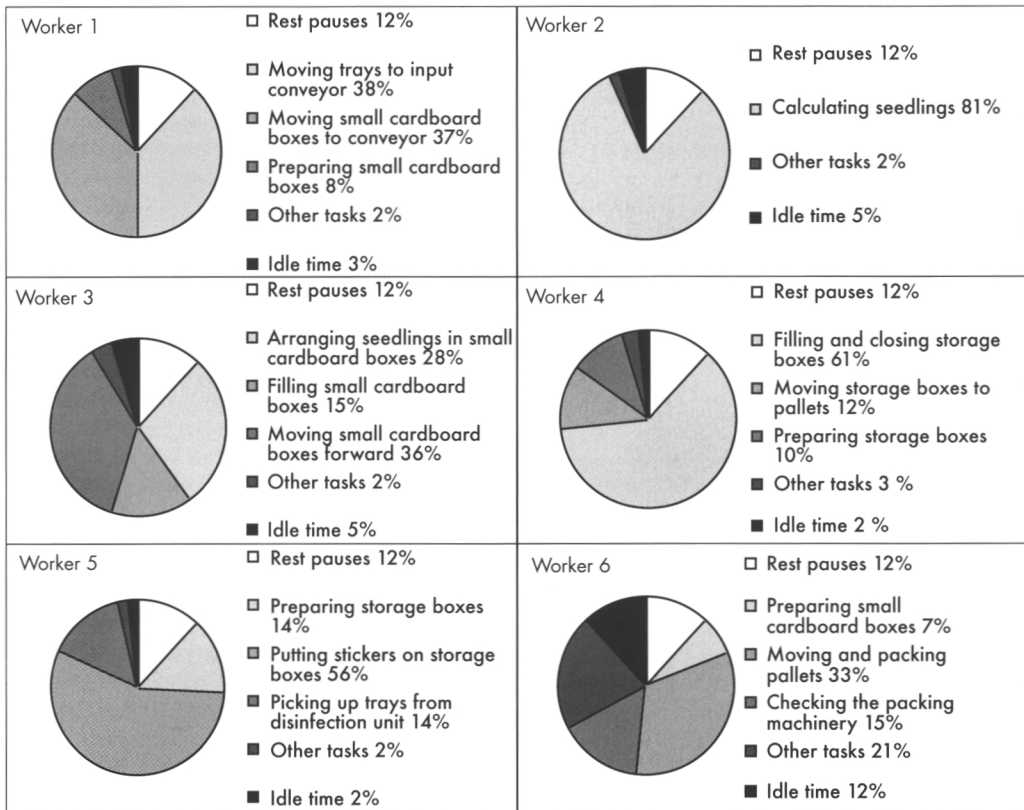 Worker 1
Rest pauses 12%
Moving trays to input
conveyor 38%
Moving small cardboard
boxes to conveyor 37%
Preparing small cardboard
boxes 8%
Other tasks 2%
Idle time 3%
Worker 2
Rest pauses 12%
Calculating seedlings 81%
Other tasks 2%
Idle time 5%
Worker 3
Rest pauses 12%
Arranging seedlings in small
cardboard boxes 28%
Filling small cardboard
boxes 15%
Moving small cardboard
boxes forward 36%
Other tasks 2%
Idle time 5%
Worker 4
Rest pauses 12%
Filling and closing storage
boxes 61%
Moving storage boxes to
pallets 12%
Preparing storage boxes
10%
Other tasks 3 %
Idle time 2 %
Worker 5
Rest pauses 12%
Preparing storage boxes
14%
Putting stickers on storage
boxes 56%
Picking up trays from
disinfection unit 14%
Other tasks 2%
Idle time 2%
Worker 6
Rest pauses 12%
Preparing small
cardboard boxes 7%
Moving and packing
pallets 33%
Checking the packing
machinery 15%
Other tasks 21%
Idle time 12%